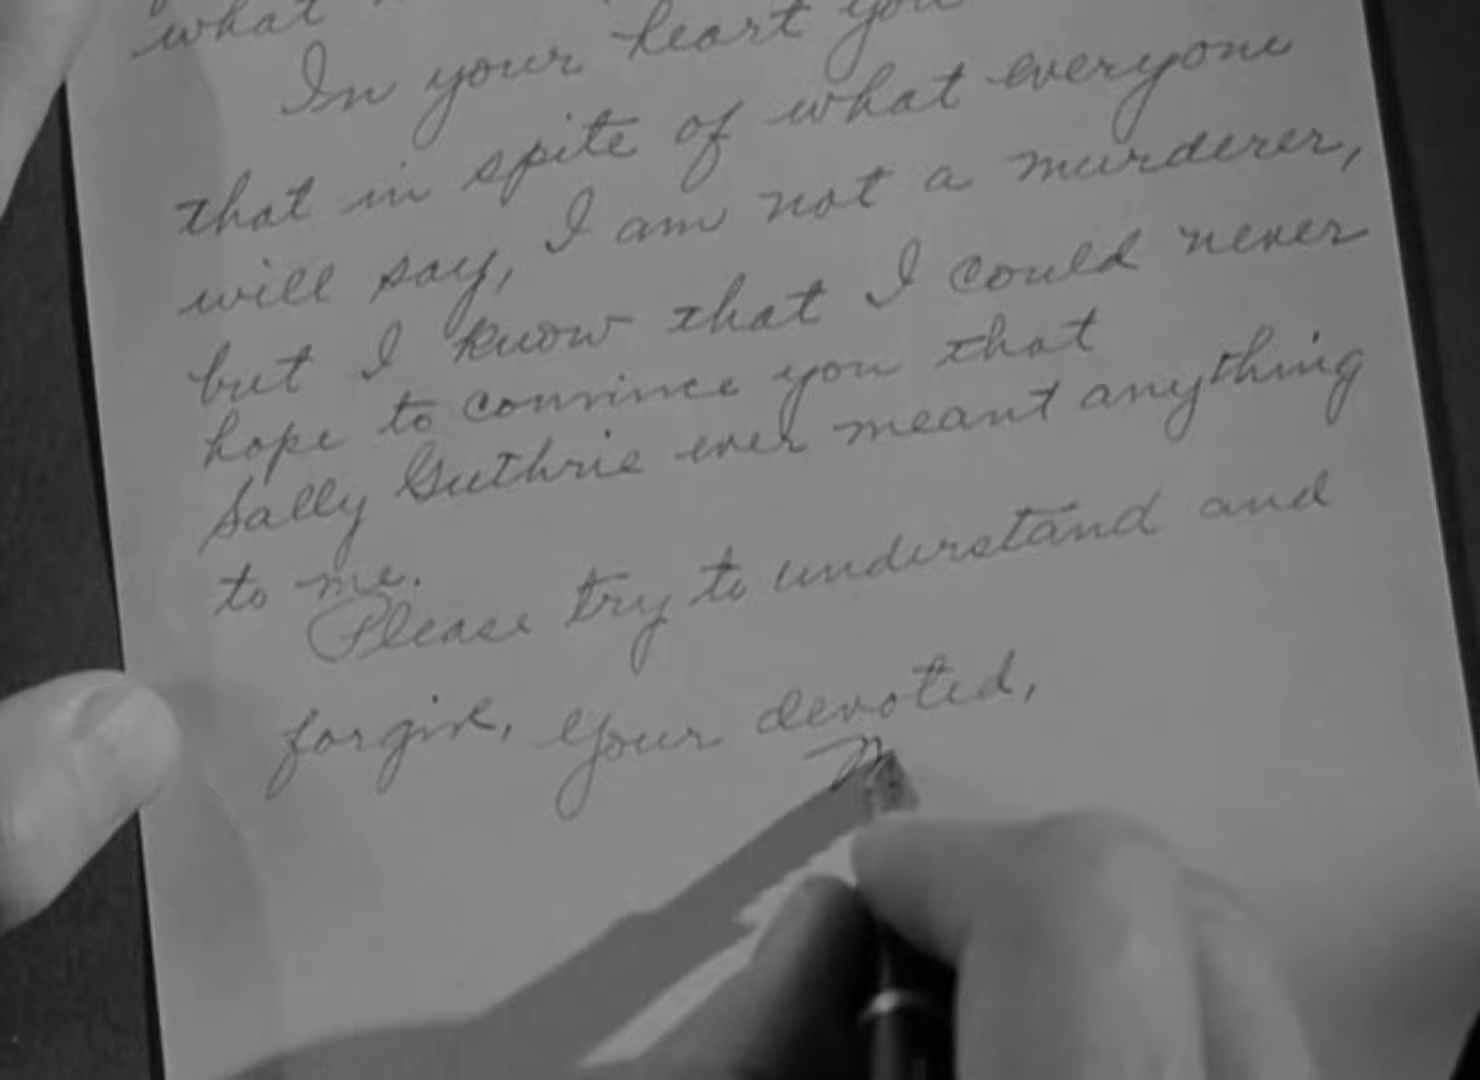 what
In your heart you
that in spite of what everyone
will say, I am not a murderer,
but I know that I could never
hope to convince you that
Sally Guthrie ever meant anything
to me.
Please try to understand and
forgive, Your devoted,
M